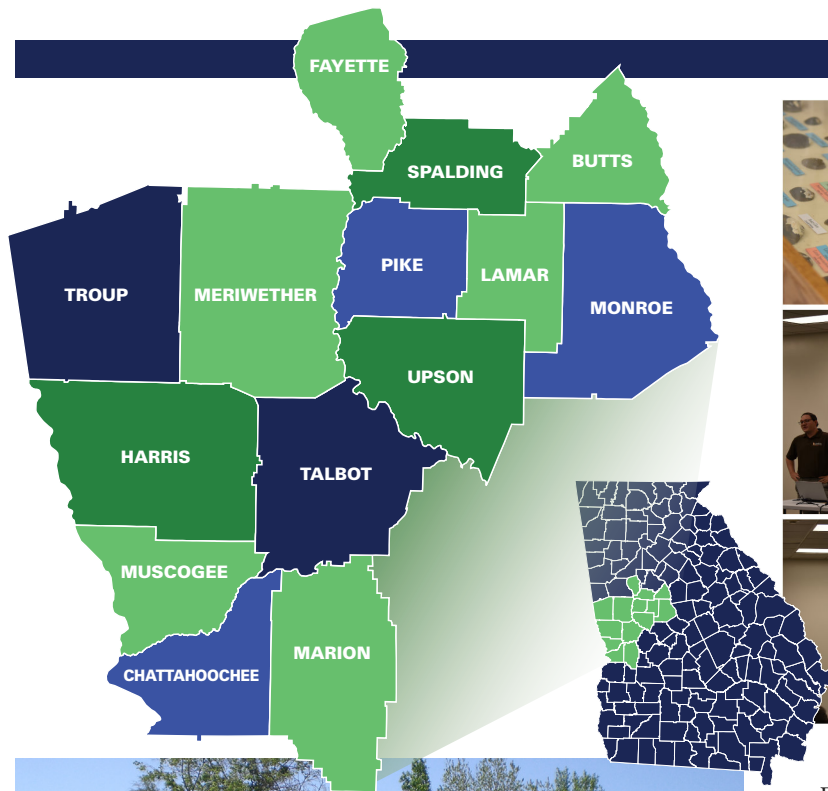 FAYETTE
BUTTS
SPALDING
PIKE
LAMAR
TROUP
MERIWETHER
MONROE
UPSON
HARRIS
TALBOT
MUSCOGEE
MARION
CHATTAHOOCHEE